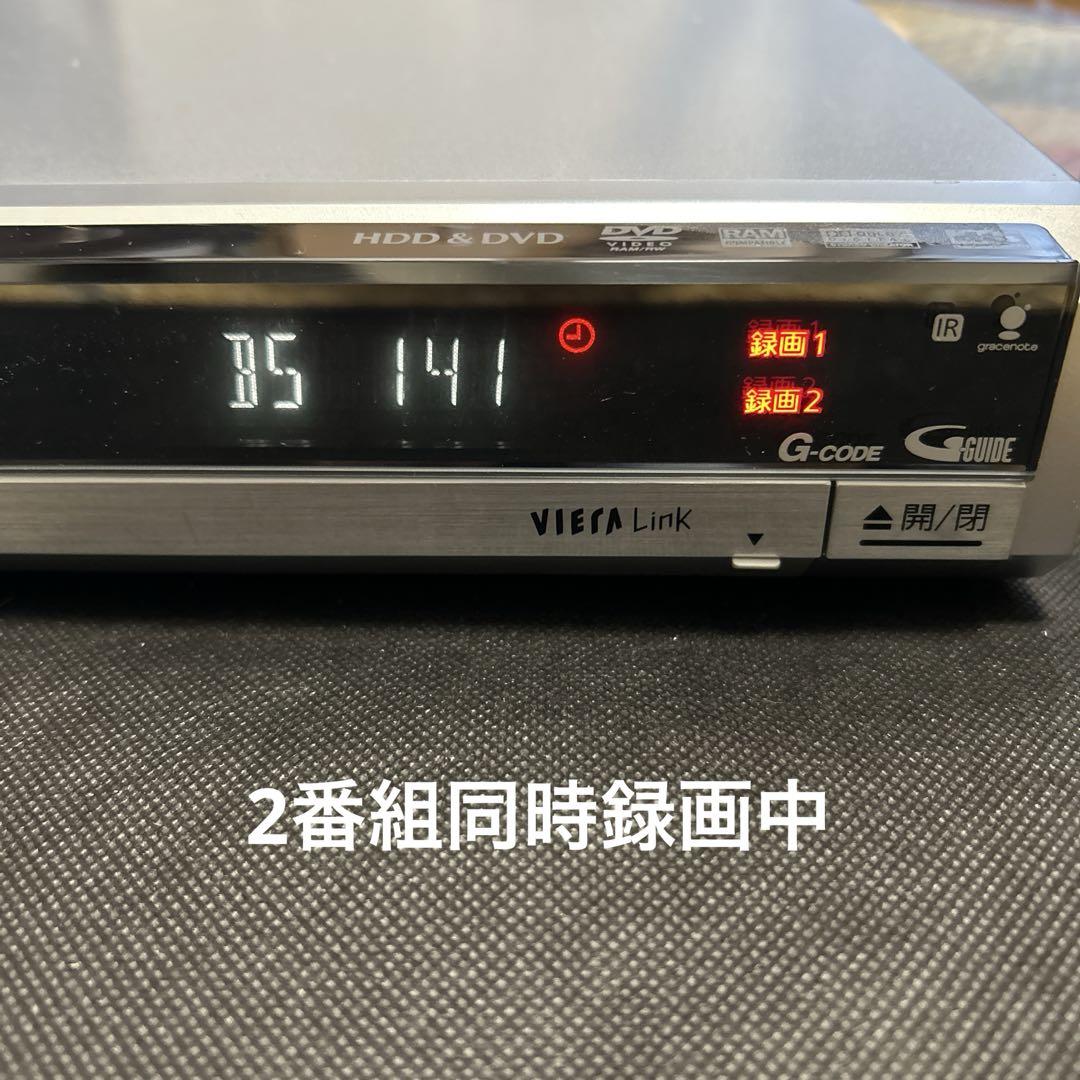 HDD & DVD
DVD
VIDEO
RAM/RW
RAM
COMPATIBLE
BS 141
録画1
録画2
IR
gracenote
G-CODE
G-GUIDE
VIERA Link
開/閉
2番組同時録画中